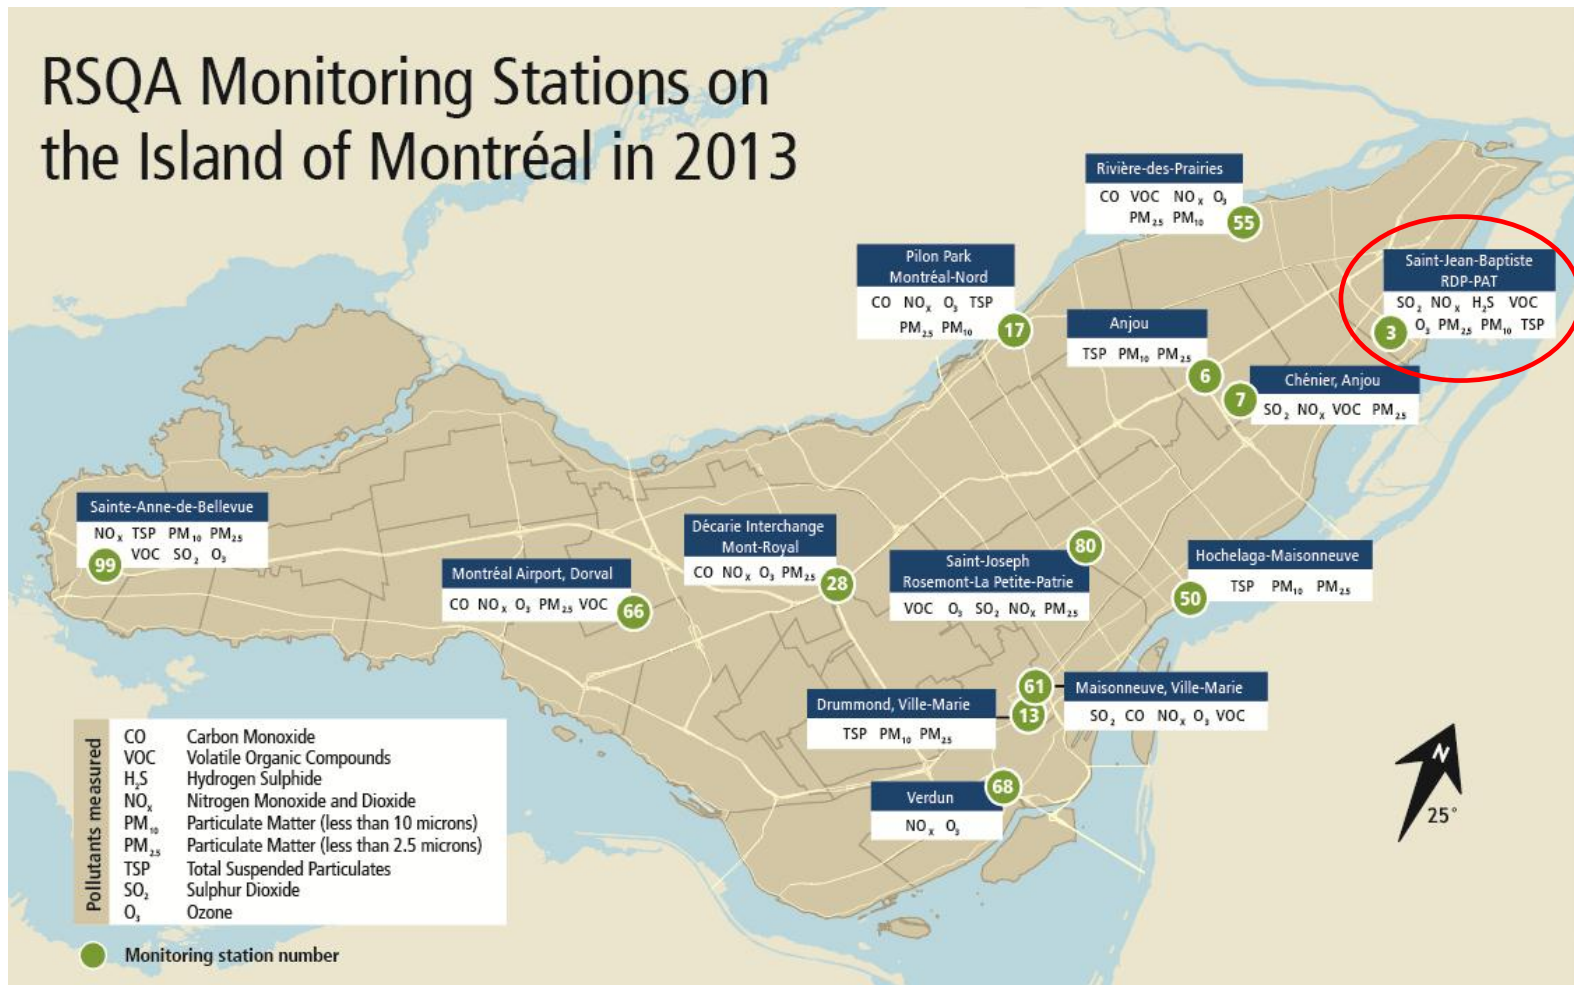 RSQA Monitoring Stations on
the Island of Montréal in 2013
Rivière-des-Prairies
CO VOC NOₓ O₃
PM₂.₅ PM₁₀
55
Saint-Jean-Baptiste
RDP-PAT
SO₂ NOₓ H₂S VOC
O₃ PM₂,₅ PM₁₀ TSP
3
Pilon Park
Montréal-Nord
CO NOₓ O₃ TSP
PM₂.₅ PM₁₀
17
Anjou
TSP PM₁₀ PM₂.₅
6
Chénier, Anjou
SO₂ NOₓ VOC PM₂.₅
7
Sainte-Anne-de-Bellevue
NOₓ TSP PM₁₀ PM₂.₅
VOC SO₂ O₃
99
Montréal Airport, Dorval
CO NOₓ O₃ PM₂.₅ VOC
66
Décarie Interchange
Mont-Royal
CO NOₓ O₃ PM₂.₅
28
80
Saint-Joseph
Rosemont-La Petite-Patrie
VOC O₃ SO₂ NOₓ PM₂.₅
Hochelaga-Maisonneuve
TSP PM₁₀ PM₂.₅
50
61
Maisonneuve, Ville-Marie
SO₂ CO NOₓ O₃ VOC
Drummond, Ville-Marie
TSP PM₁₀ PM₂.₅
13
Verdun
NOₓ O₃
68
N
25°
Pollutants measured
CO Carbon Monoxide
VOC Volatile Organic Compounds
H₂S Hydrogen Sulphide
NOₓ Nitrogen Monoxide and Dioxide
PM₁₀ Particulate Matter (less than 10 microns)
PM₂.₅ Particulate Matter (less than 2.5 microns)
TSP Total Suspended Particulates
SO₂ Sulphur Dioxide
O₃ Ozone
Monitoring station number